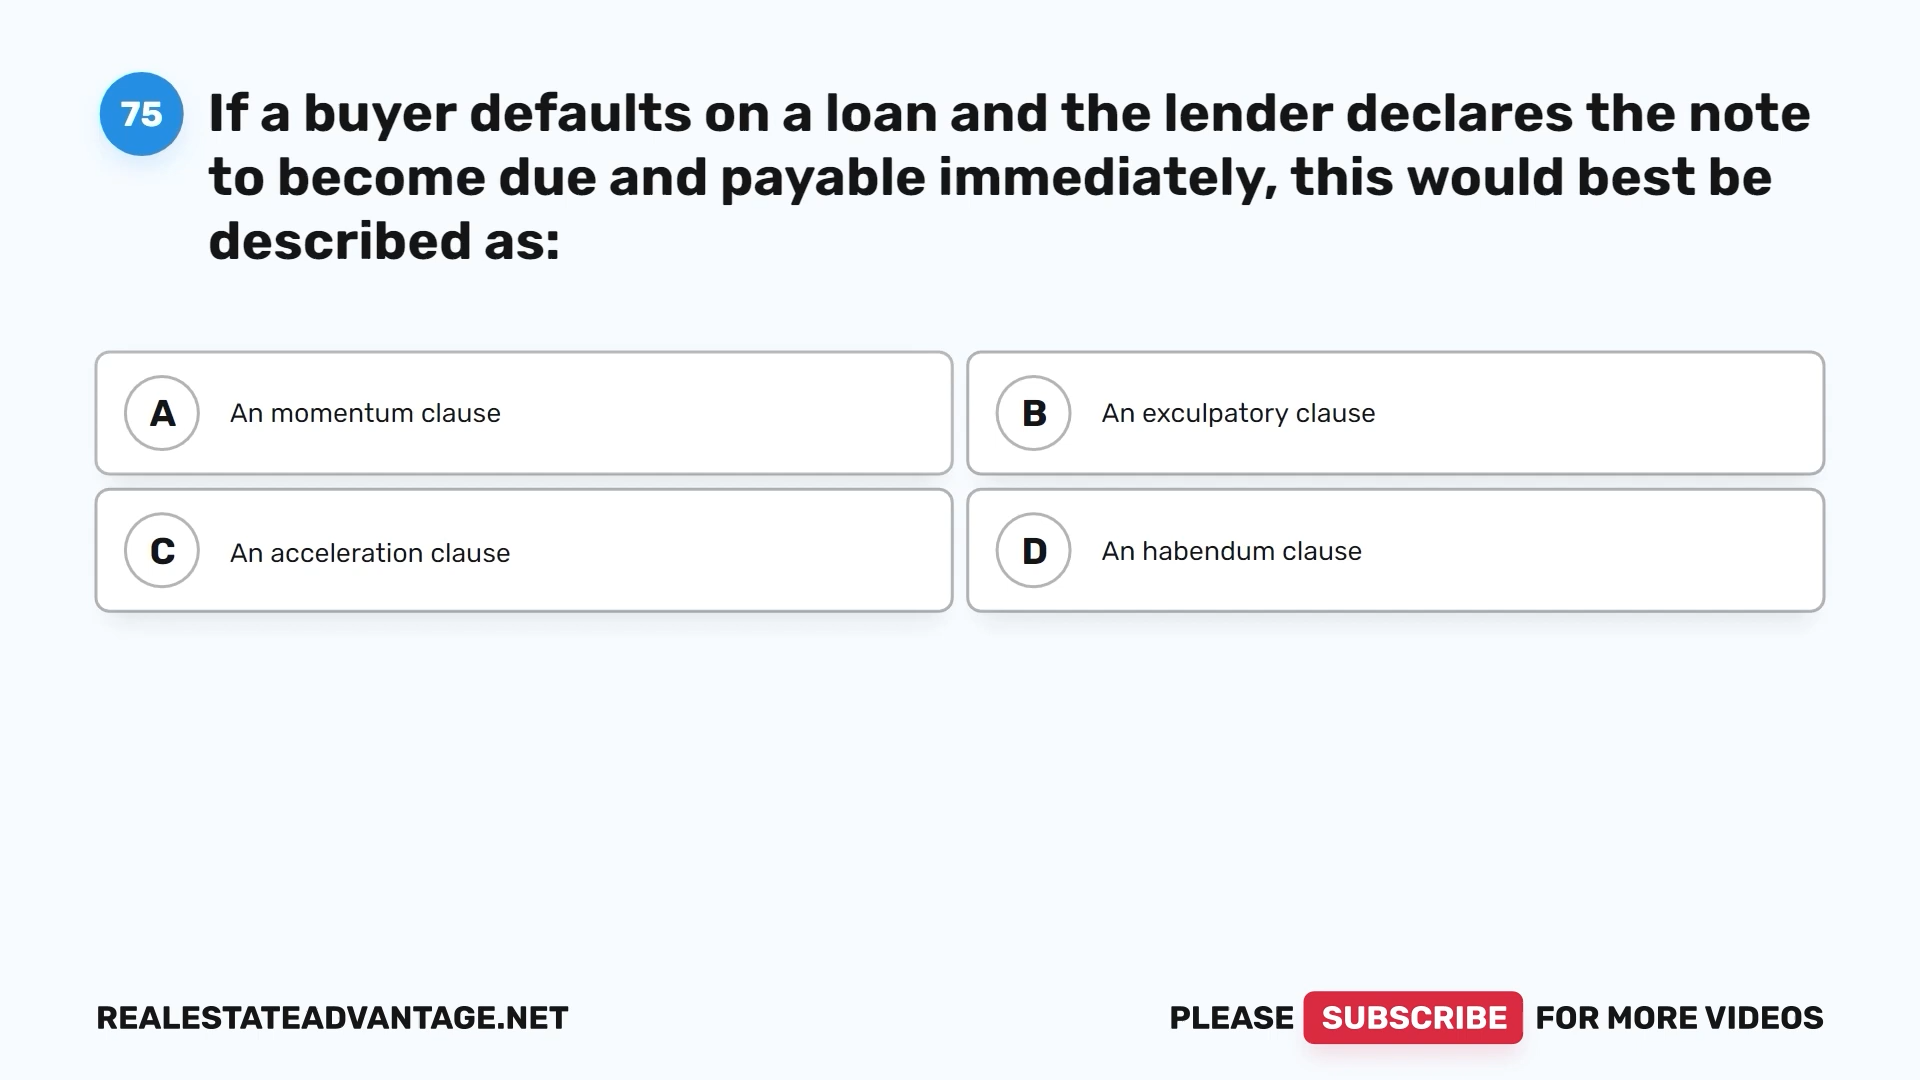 75
If a buyer defaults on a loan and the lender declares the note
to become due and payable immediately, this would best be
described as:
A An momentum clause
B An exculpatory clause
C An acceleration clause
D An habendum clause
REALESTATEADVANTAGE.NET
PLEASE SUBSCRIBE FOR MORE VIDEOS